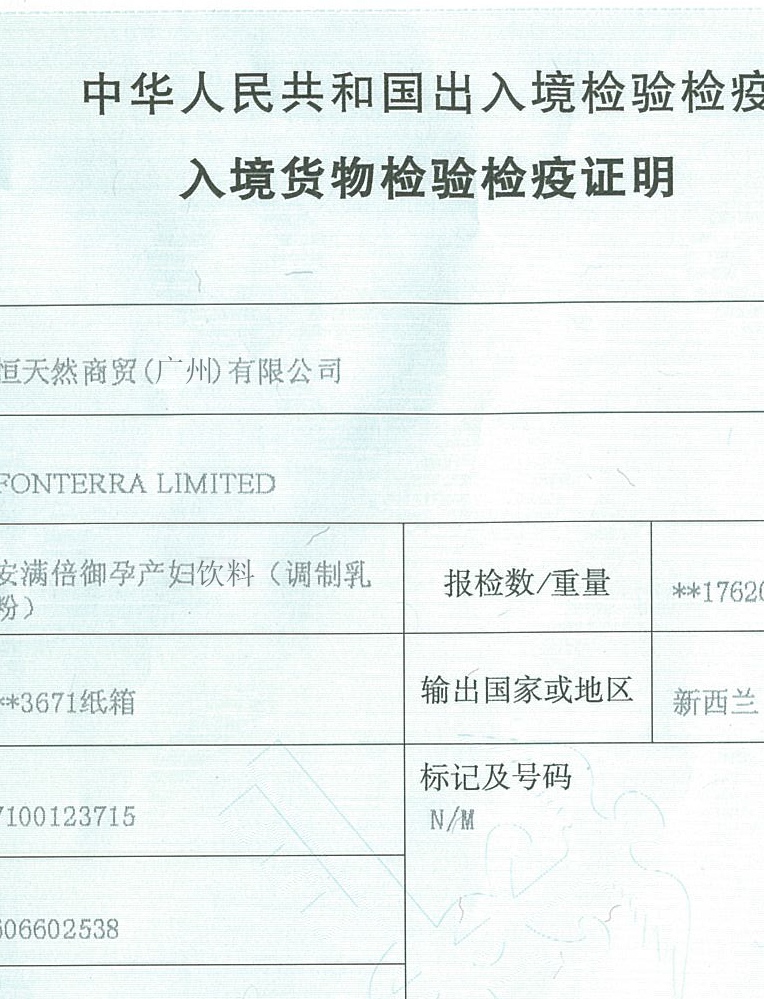 中华人民共和国出入境检验检疫
入境货物检验检疫证明
恒天然商贸(广州)有限公司
FONTERRA LIMITED
安满倍御孕产妇饮料（调制乳
粉）
报检数/重量
**17620
**3671纸箱
输出国家或地区
新西兰
7100123715
标记及号码
N/M
606602538